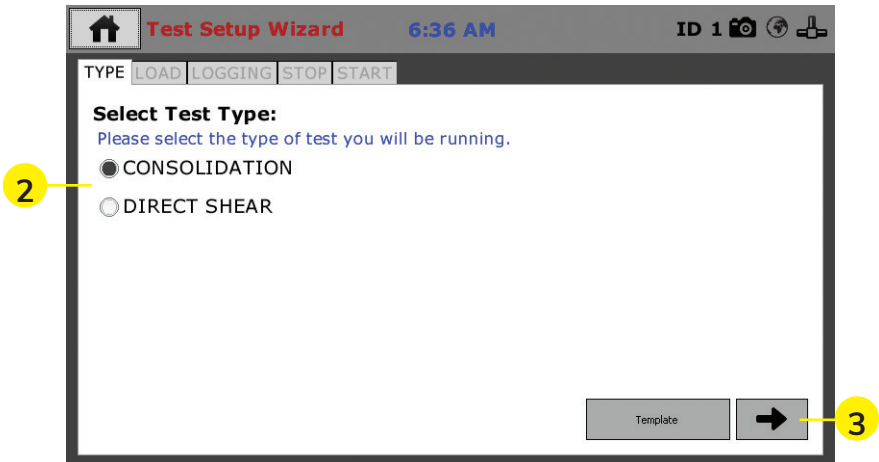 Test Setup Wizard 6:36 AM ID 1
TYPE LOAD LOGGING STOP START
Select Test Type:
Please select the type of test you will be running.
CONSOLIDATION
2
DIRECT SHEAR
Template
3